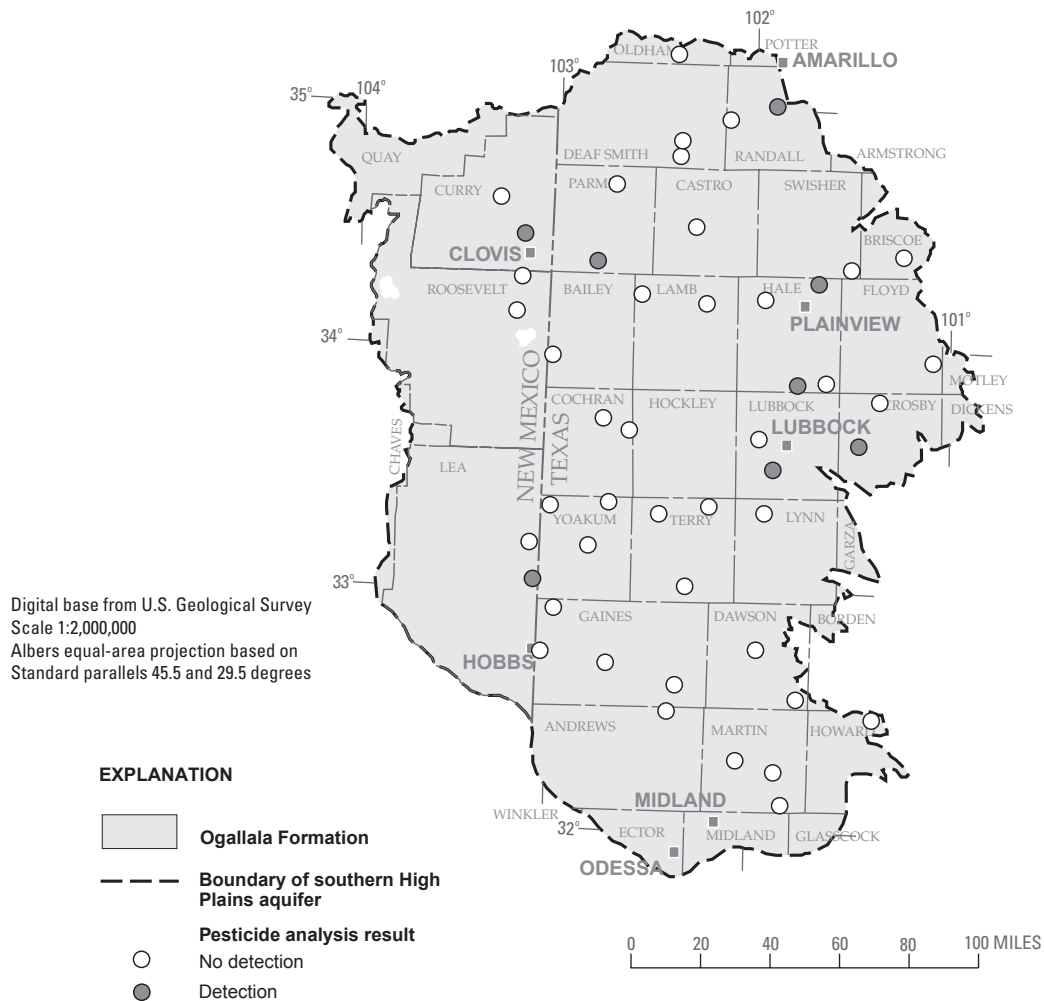 102°
OLDHAM
POTTER
AMARILLO
103°
35°
104°
QUAY
DEAF SMITH
RANDALL
ARMSTRONG
CURRY
PARM
CASTRO
SWISHER
BRISCOE
CLOVIS
ROOSEVELT
BAILEY
LAMB
HALE
FLOYD
34°
PLAINVIEW
101°
MOTLEY
NEW MEXICO
TEXAS
COCHRAN
HOCKLEY
LUBBOCK
CROSBY
DICKENS
LUBBOCK
CHAVES
LEA
YOAKUM
TERRY
LYNN
GARZA
33°
GAINES
DAWSON
BORDEN
HOBBS
ANDREWS
MARTIN
HOWARD
MIDLAND
WINKLER
32°
ECTOR
MIDLAND
GLASSCOCK
ODESSA
Digital base from U.S. Geological Survey
Scale 1:2,000,000
Albers equal-area projection based on
Standard parallels 45.5 and 29.5 degrees
EXPLANATION
Ogallala Formation
Boundary of southern High
Plains aquifer
Pesticide analysis result
No detection
Detection
0 20 40 60 80 100 MILES